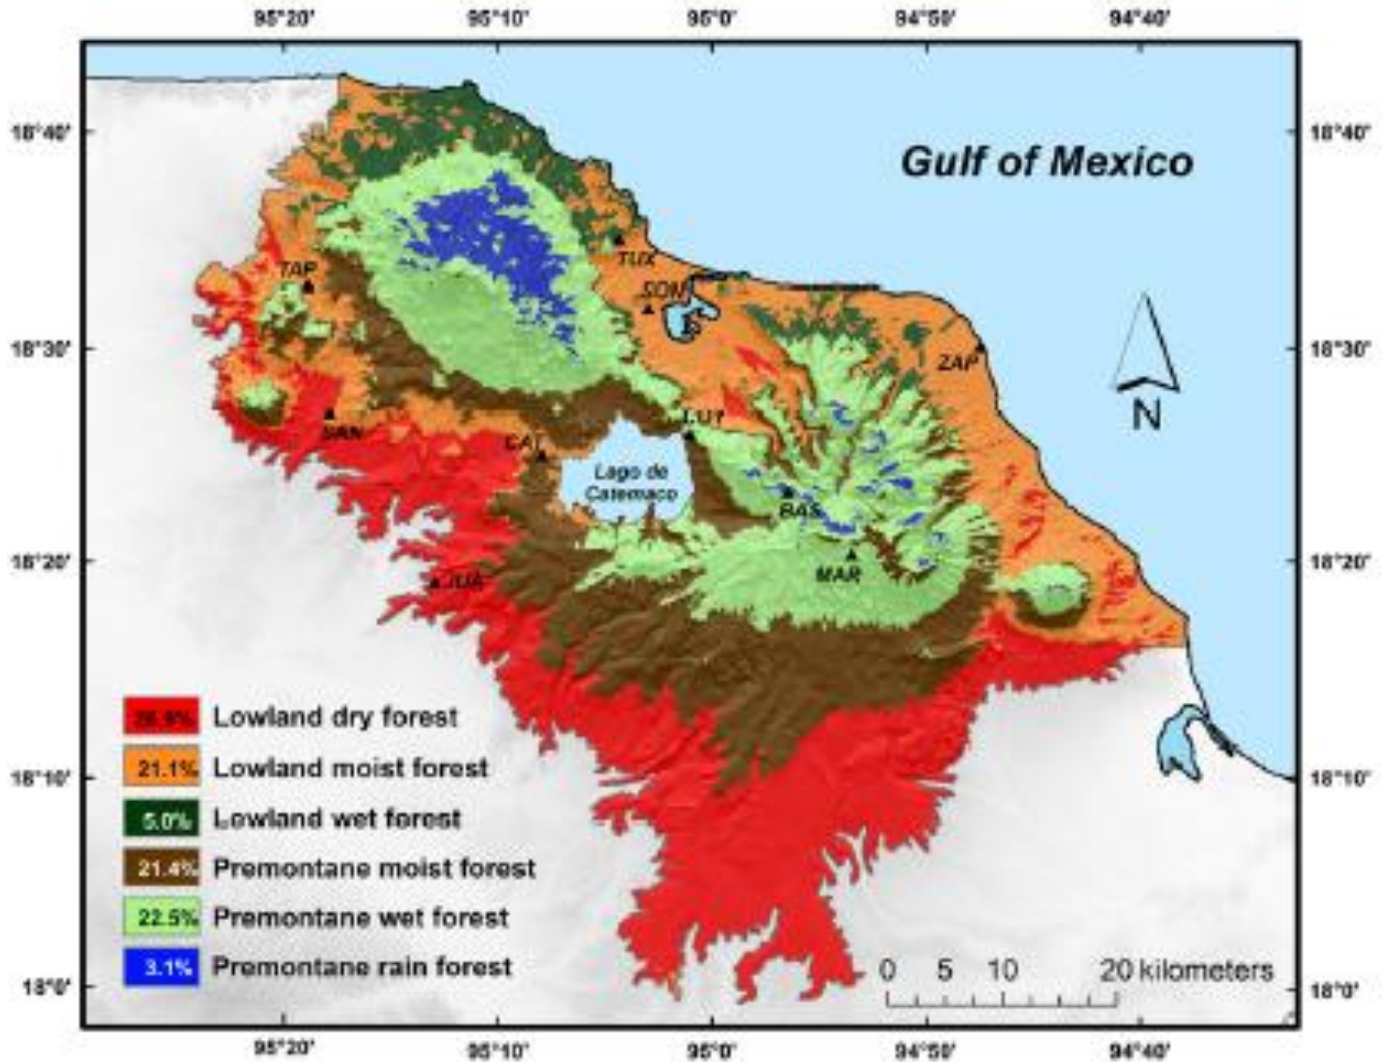 95°20' 95°10' 95°0' 94°50' 94°40'
18°40' 18°40'
Gulf of Mexico
TUX
TAP
SON
18°30' 18°30'
ZAP
N
SAN
CAT
Lago de
Catemaco
BAS
18°20' 18°20'
MAR
JUA
Lowland dry forest
21.1% Lowland moist forest
18°10' 18°10'
5.0% Lowland wet forest
21.4% Premontane moist forest
22.5% Premontane wet forest
3.1% Premontane rain forest
0 5 10 20 kilometers
18°0' 18°0'
95°20' 95°10' 95°0' 94°50' 94°40'